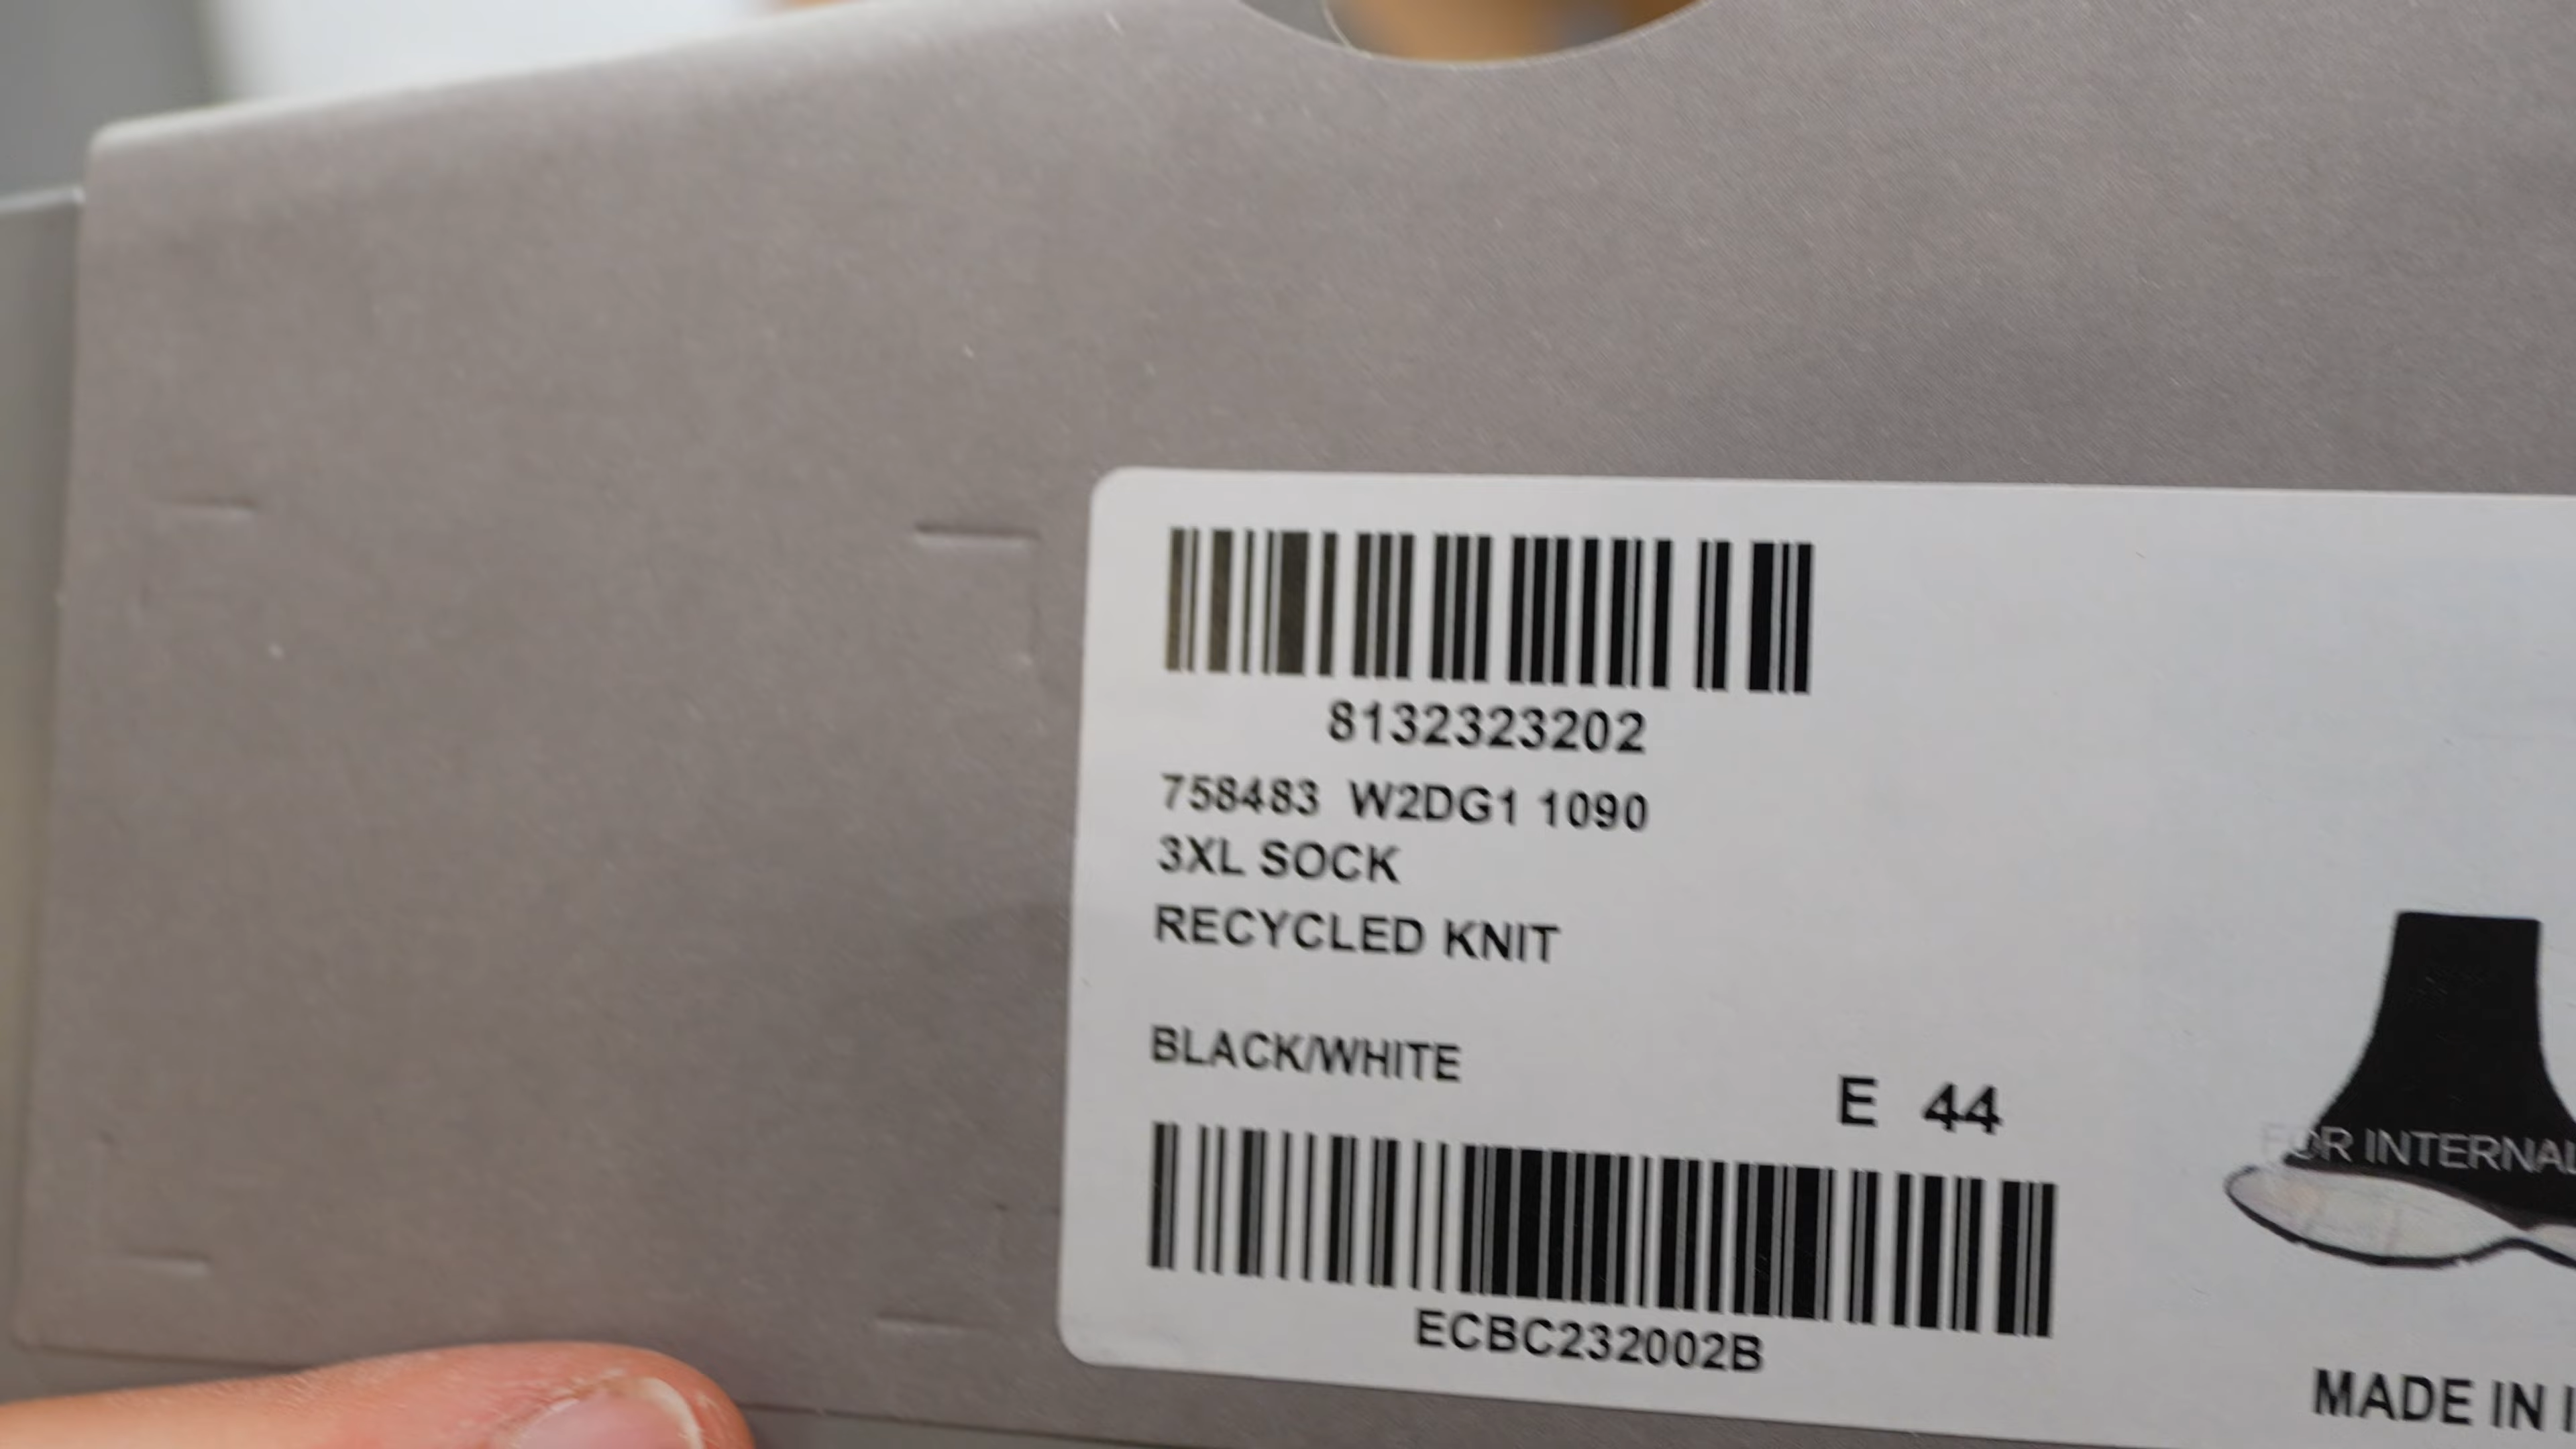 8132323202
758483 W2DG1 1090
3XL SOCK
RECYCLED KNIT
BLACK/WHITE
E 44
FOR INTERNAL
ECBC232002B
MADE IN I